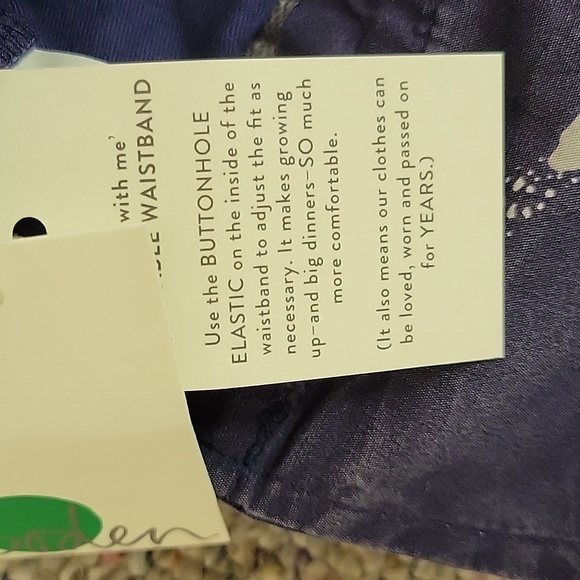 with me'
WAISTBAND
Use the BUTTONHOLE
ELASTIC on the inside of the
waistband to adjust the fit as
necessary. It makes growing
up–and big dinners–SO much
more comfortable.
(It also means our clothes can
be loved, worn and passed on
for YEARS.)